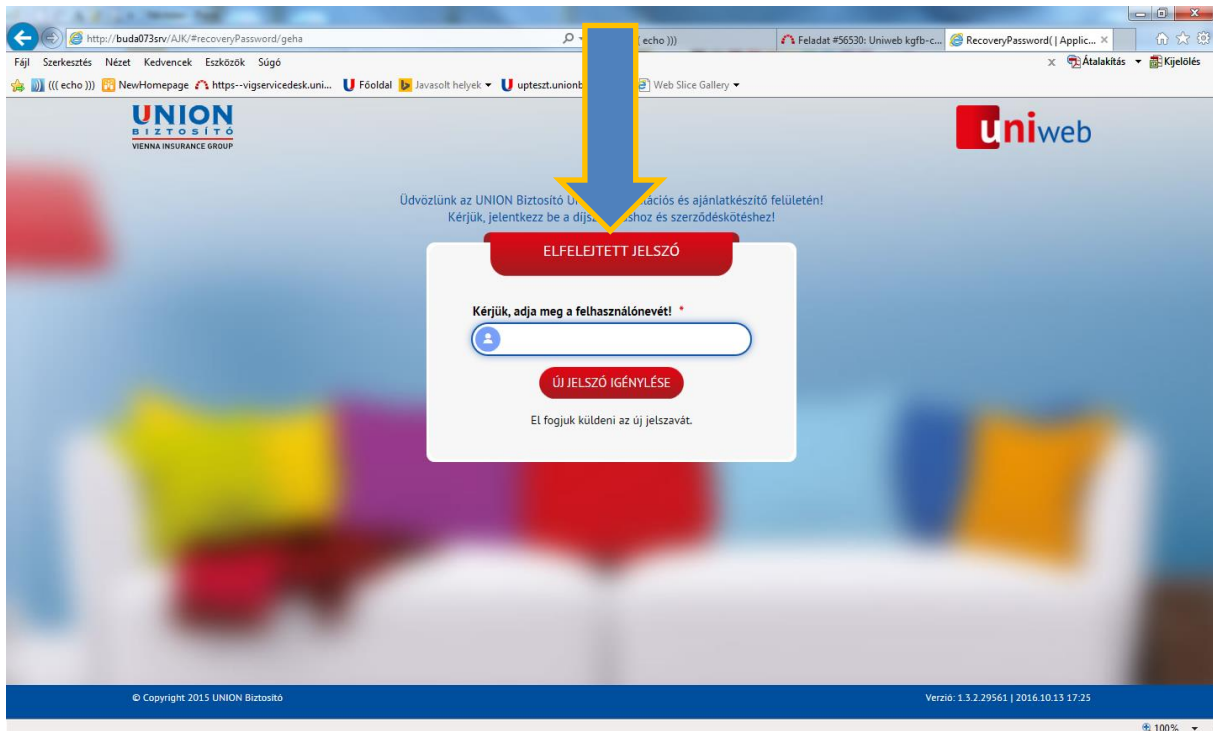 http://buda073srv/AJK/#recoveryPassword/geha
echo )))
Feladat #56530: Uniweb kgfb-c...
RecoveryPassword( | Applic...
Fájl Szerkesztés Nézet Kedvencek Eszközök Súgó
x Átalakítás Kijelölés
((( echo ))) NewHomepage https--vigservicedesk.uni... Főoldal Javasolt helyek upteszt.unionb Web Slice Gallery
UNION
BIZTOSÍTÓ
VIENNA INSURANCE GROUP
uniweb
Üdvözlünk az UNION Biztosító és ajánlatkészítő felületén!
Kérjük, jelentkezz be a és szerződéskötéshez!
ELFELEJTETT JELSZÓ
Kérjük, adja meg a felhasználónevét! *
ÚJ JELSZÓ IGÉNYLÉSE
El fogjuk küldeni az új jelszavát.
© Copyright 2015 UNION Biztosító
Verzió: 1.3.2.29561 | 2016.10.13 17:25
100%